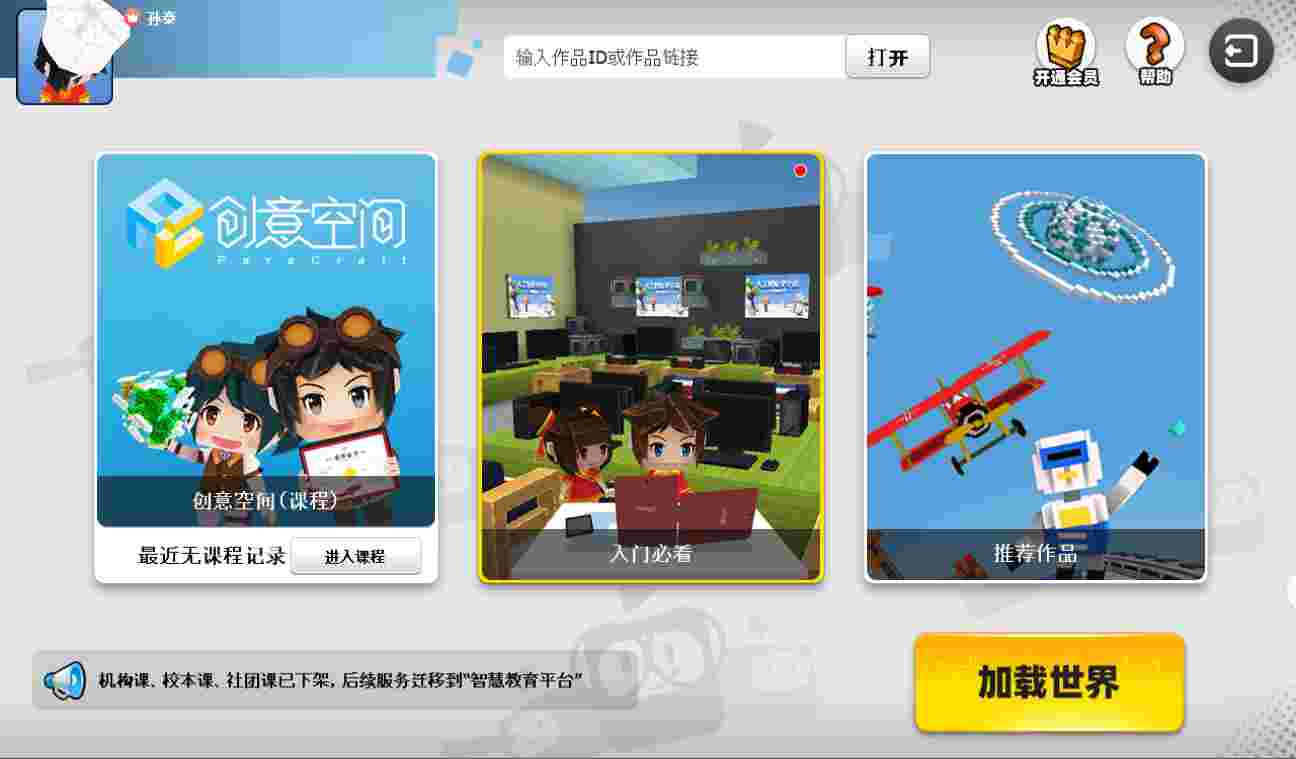 孙泰
输入作品ID或作品链接
打开
开通会员
帮助
创意空间
ParaCraft
创意空间(课程)
最近无课程记录
进入课程
入门必看
推荐作品
机构课、校本课、社团课已下架，后续服务迁移到“智慧教育平台”
加载世界